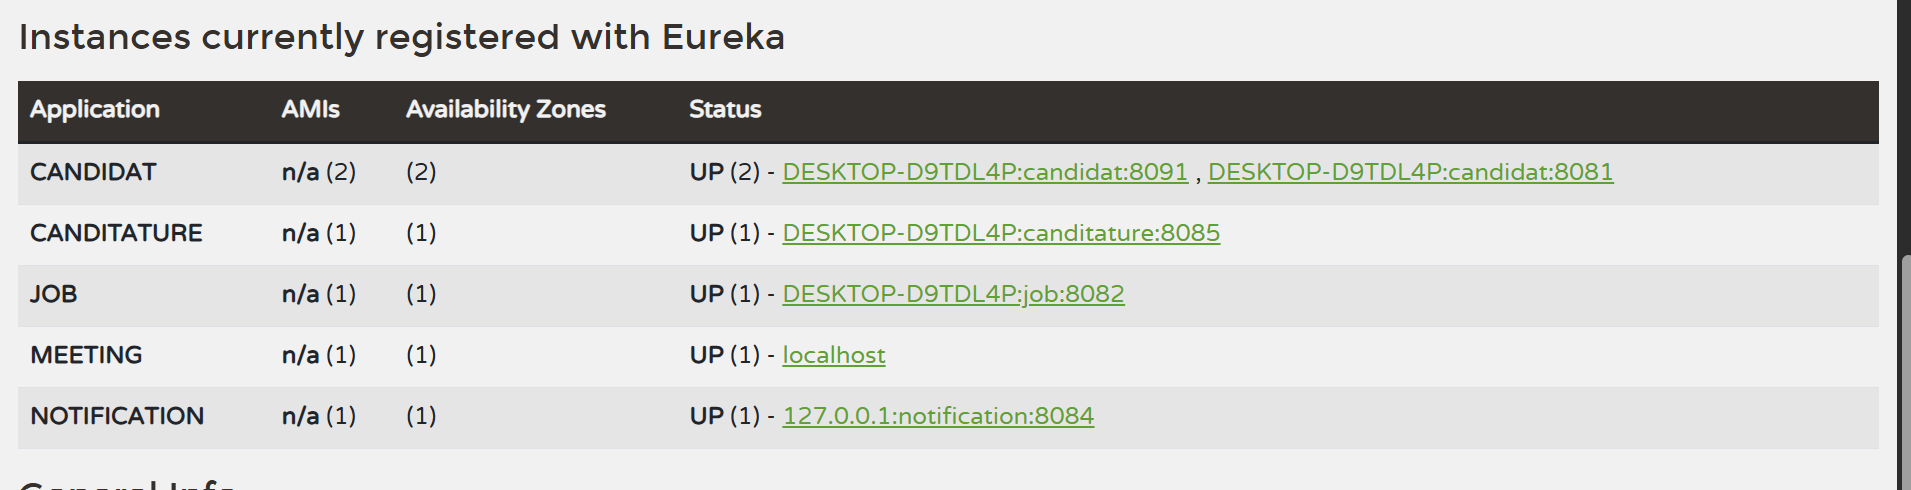 Instances currently registered with Eureka
Application AMIs Availability Zones Status
CANDIDAT n/a (2) (2) UP (2) - DESKTOP-D9TDL4P:candidat:8091 , DESKTOP-D9TDL4P:candidat:8081
CANDITATURE n/a (1) (1) UP (1) - DESKTOP-D9TDL4P:canditature:8085
JOB n/a (1) (1) UP (1) - DESKTOP-D9TDL4P:job:8082
MEETING n/a (1) (1) UP (1) - localhost
NOTIFICATION n/a (1) (1) UP (1) - 127.0.0.1:notification:8084
General Info